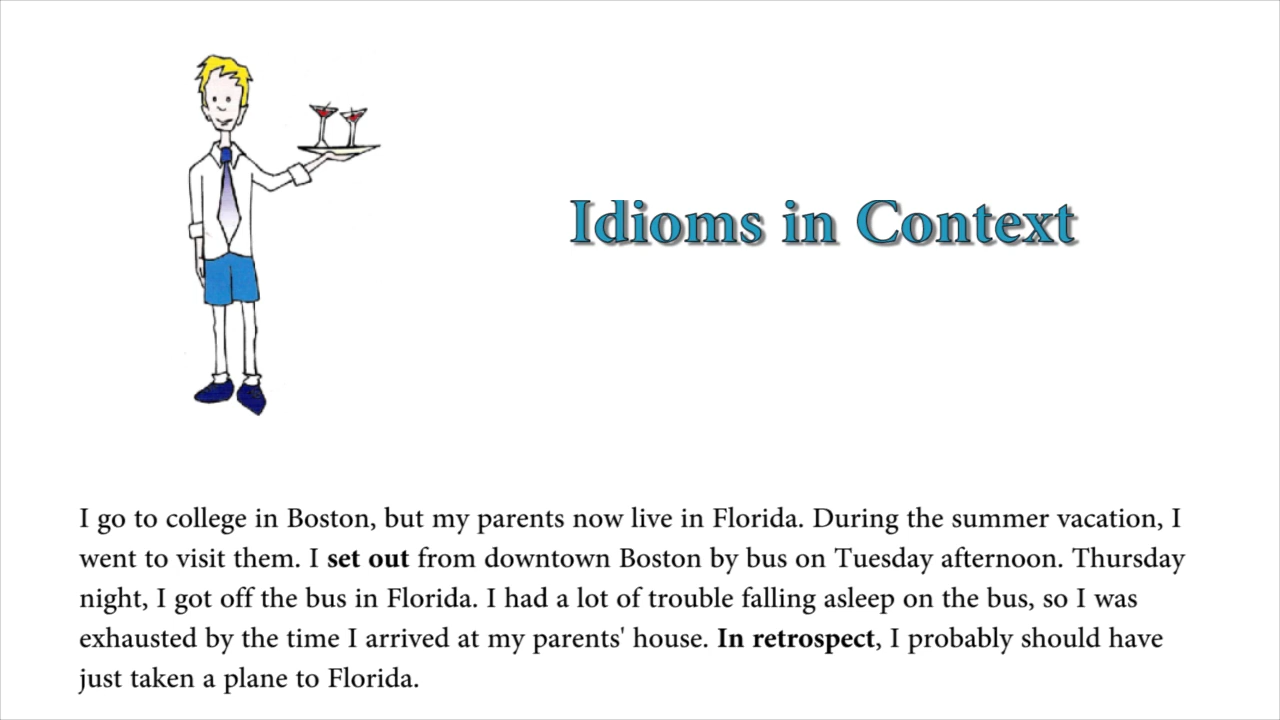 Idioms in Context
I go to college in Boston, but my parents now live in Florida. During the summer vacation, I
went to visit them. I set out from downtown Boston by bus on Tuesday afternoon. Thursday
night, I got off the bus in Florida. I had a lot of trouble falling asleep on the bus, so I was
exhausted by the time I arrived at my parents' house. In retrospect, I probably should have
just taken a plane to Florida.